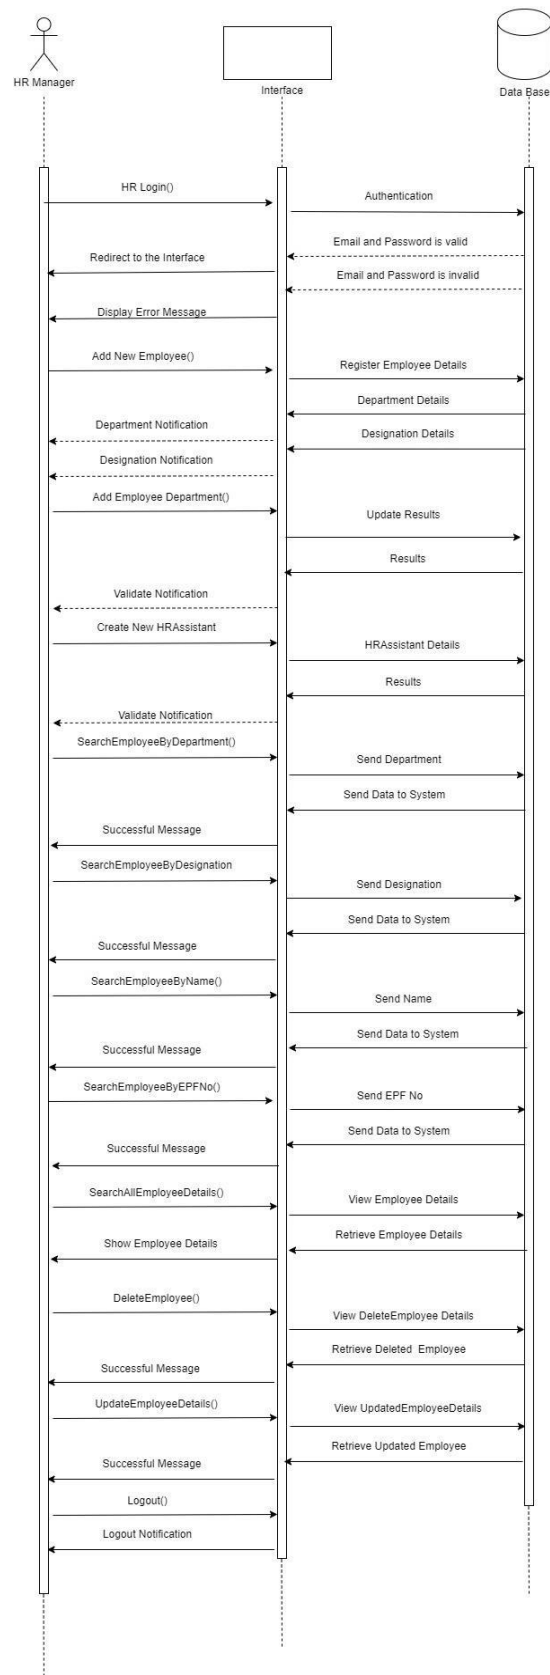 HR Manager
Interface
Data Base
HR Login()
Authentication
Email and Password is valid
Redirect to the Interface
Email and Password is invalid
Display Error Message
Add New Employee()
Register Employee Details
Department Details
Department Notification
Designation Details
Designation Notification
Add Employee Department()
Update Results
Results
Validate Notification
Create New HRAssistant
HRAssistant Details
Results
Validate Notification
SearchEmployeeByDepartment()
Send Department
Send Data to System
Successful Message
SearchEmployeeByDesignation
Send Designation
Send Data to System
Successful Message
SearchEmployeeByName()
Send Name
Send Data to System
Successful Message
SearchEmployeeByEPFNo()
Send EPF No
Send Data to System
Successful Message
SearchAllEmployeeDetails()
View Employee Details
Retrieve Employee Details
Show Employee Details
DeleteEmployee()
View DeleteEmployee Details
Retrieve Deleted Employee
Successful Message
UpdateEmployeeDetails()
View UpdatedEmployeeDetails
Retrieve Updated Employee
Successful Message
Logout()
Logout Notification